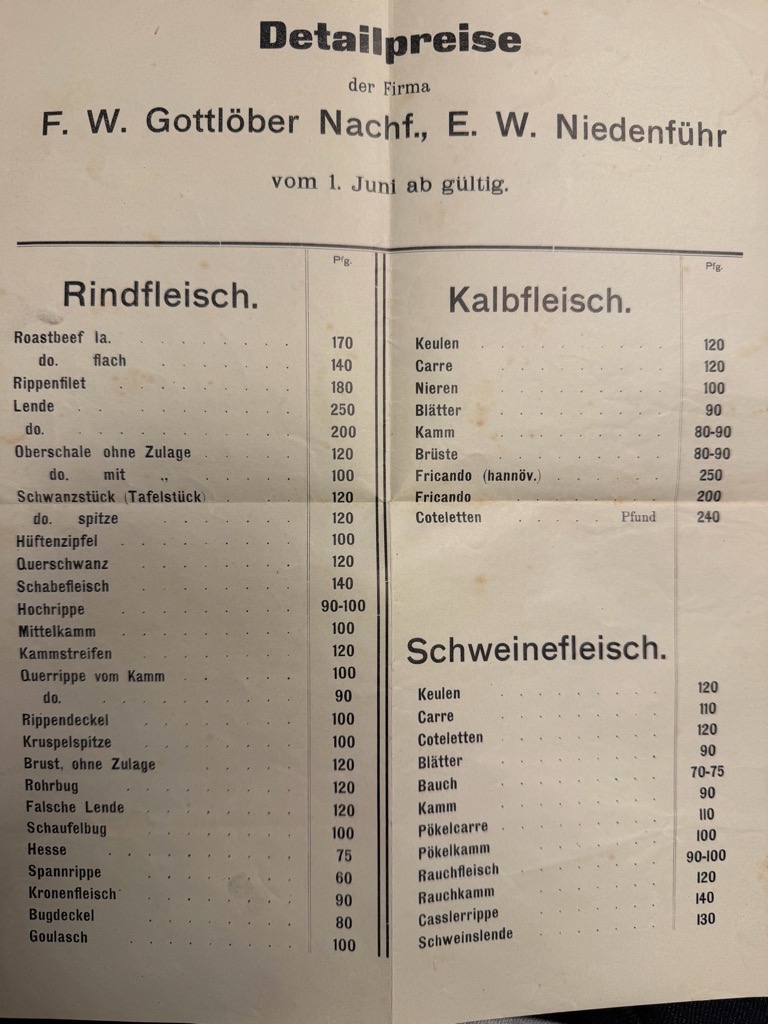 Detailpreise
der Firma
F. W. Gottlöber Nachf., E. W. Niedenführ
vom 1. Juni ab gültig.
Pfg.
Rindfleisch.
Roastbeef Ia. 170
do. flach 140
Rippenfilet 180
Lende 250
do. 200
Oberschale ohne Zulage 120
do. mit „ 100
Schwanzstück (Tafelstück) 120
do. spitze 120
Hüftenzipfel 100
Querschwanz 120
Schabefleisch 140
Hochrippe 90-100
Mittelkamm 100
Kammstreifen 120
Querrippe vom Kamm 100
do. 90
Rippendeckel 100
Kruspelspitze 100
Brust, ohne Zulage 120
Rohrbug 120
Falsche Lende 120
Schaufelbug 100
Hesse 75
Spannrippe 60
Kronenfleisch 90
Bugdeckel 80
Goulasch 100
Pfg.
Kalbfleisch.
Keulen 120
Carre 120
Nieren 100
Blätter 90
Kamm 80-90
Brüste 80-90
Fricando (hannöv.) 250
Fricando 200
Coteletten Pfund 240
Schweinefleisch.
Keulen 120
Carre 110
Coteletten 120
Blätter 90
Bauch 70-75
Kamm 90
Pökelcarre 110
Pökelkamm 100
Rauchfleisch 90-100
Rauchkamm 120
Casslerrippe 140
Schweinslende 130